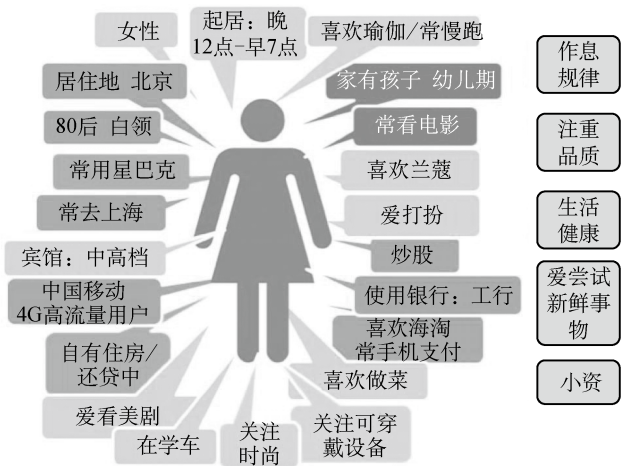 女性
起居：晚
12点-早7点
喜欢瑜伽/常慢跑
居住地 北京
家有孩子 幼儿期
80后 白领
常看电影
常用星巴克
喜欢兰蔻
常去上海
爱打扮
宾馆：中高档
炒股
中国移动
4G高流量用户
使用银行：工行
自有住房/
还贷中
喜欢海淘
常手机支付
爱看美剧
喜欢做菜
在学车
关注
时尚
关注可穿
戴设备
作息
规律
注重
品质
生活
健康
爱尝试
新鲜事
物
小资